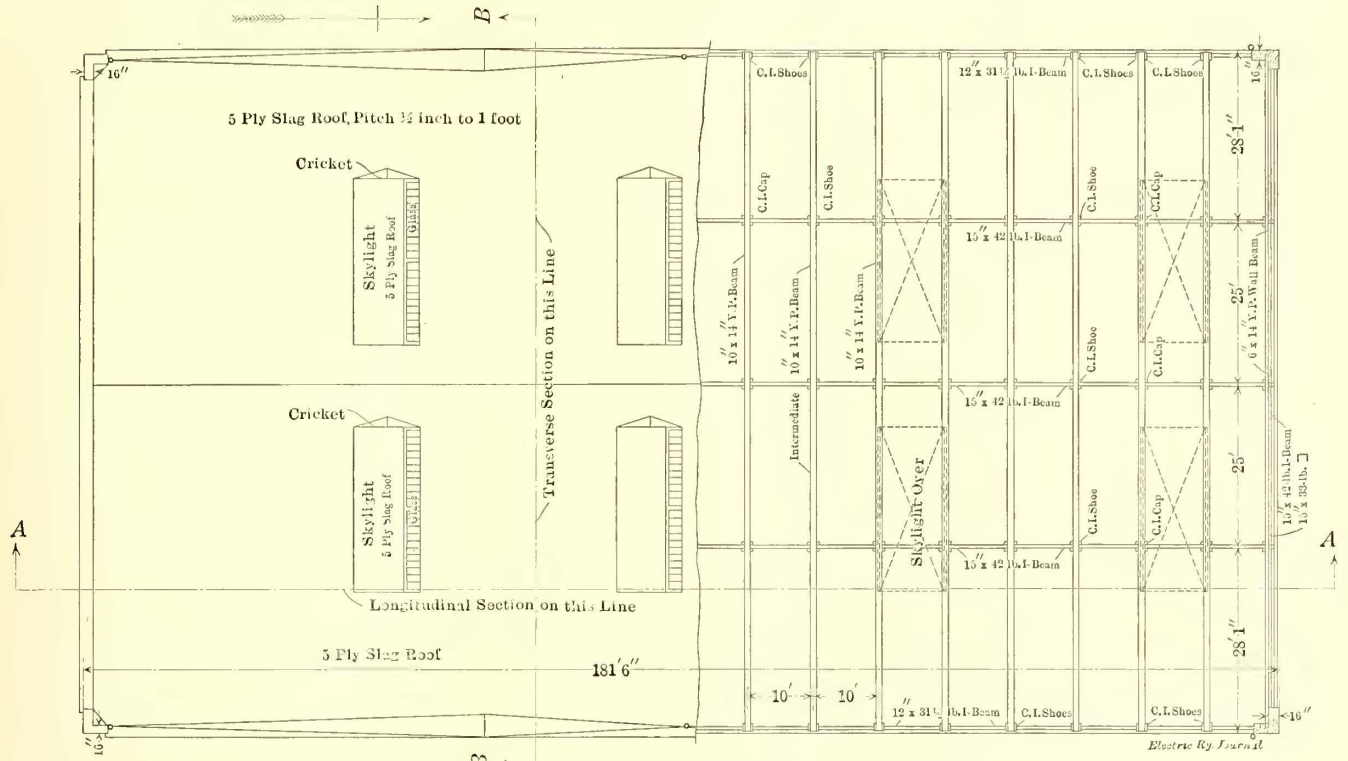 B
16"
5 Ply Slag Roof, Pitch ½ inch to 1 foot
Cricket
Skylight
5 Ply Slag Roof
Glass
Transverse Section on this Line
Cricket
Skylight
5 Ply Slag Roof
Glass
A
Longitudinal Section on this Line
5 Ply Slag Roof
181'6"
16"
B
C.I.Shoes
12" x 31½ lb. I-Beam
C.I.Shoes
C.I.Shoes
16"
28'1"
C.I.Cap
C.I.Shoe
C.I.Shoe
C.I.Cap
15" x 42 lb. I-Beam
10" x 14" Y.P.Beam
10" x 14" Y.P.Beam
10" x 14" Y.P.Beam
25'
6" x 14" Y.P. Wall Beam
C.I.Shoe
C.I.Cap
15" x 42 lb. I-Beam
Intermediate
Skylight Over
25'
15" x 42-lb. I-Beam
15" x 33-lb.
C.I.Shoe
C.I.Cap
A
15" x 42 lb. I-Beam
28'1"
10'
10'
12" x 31½ lb. I-Beam
C.I.Shoes
C.I.Shoes
16"
Electric Ry. Journal